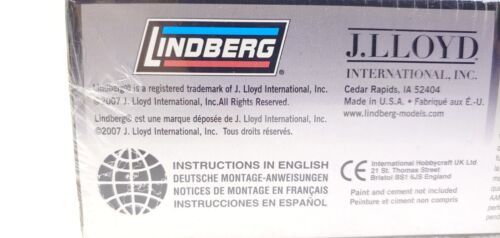 LINDBERG ®
Lindberg® is a registered trademark of J. Lloyd International, Inc.
©2007 J. Lloyd International, Inc.All Rights Reserved.
Lindberg® est une marque déposée de J. Lloyd International, Inc.
©2007 J. Lloyd International, Inc. Tous droits réservés.
J.LLOYD
INTERNATIONAL, INC.
Cedar Rapids, IA 52404
Made in U.S.A. • Fabriqué aux É.-U.
www.lindberg-models.com
INSTRUCTIONS IN ENGLISH
DEUTSCHE MONTAGE-ANWEISUNGEN
NOTICES DE MONTAGE EN FRANÇAIS
INSTRUCCIONES EN ESPAÑOL
CE
International Hobbycraft UK Ltd
21 St. Thomas Street
Bristol BS1 6JS England
Paint and cement not included
Peinture et ciment non compris